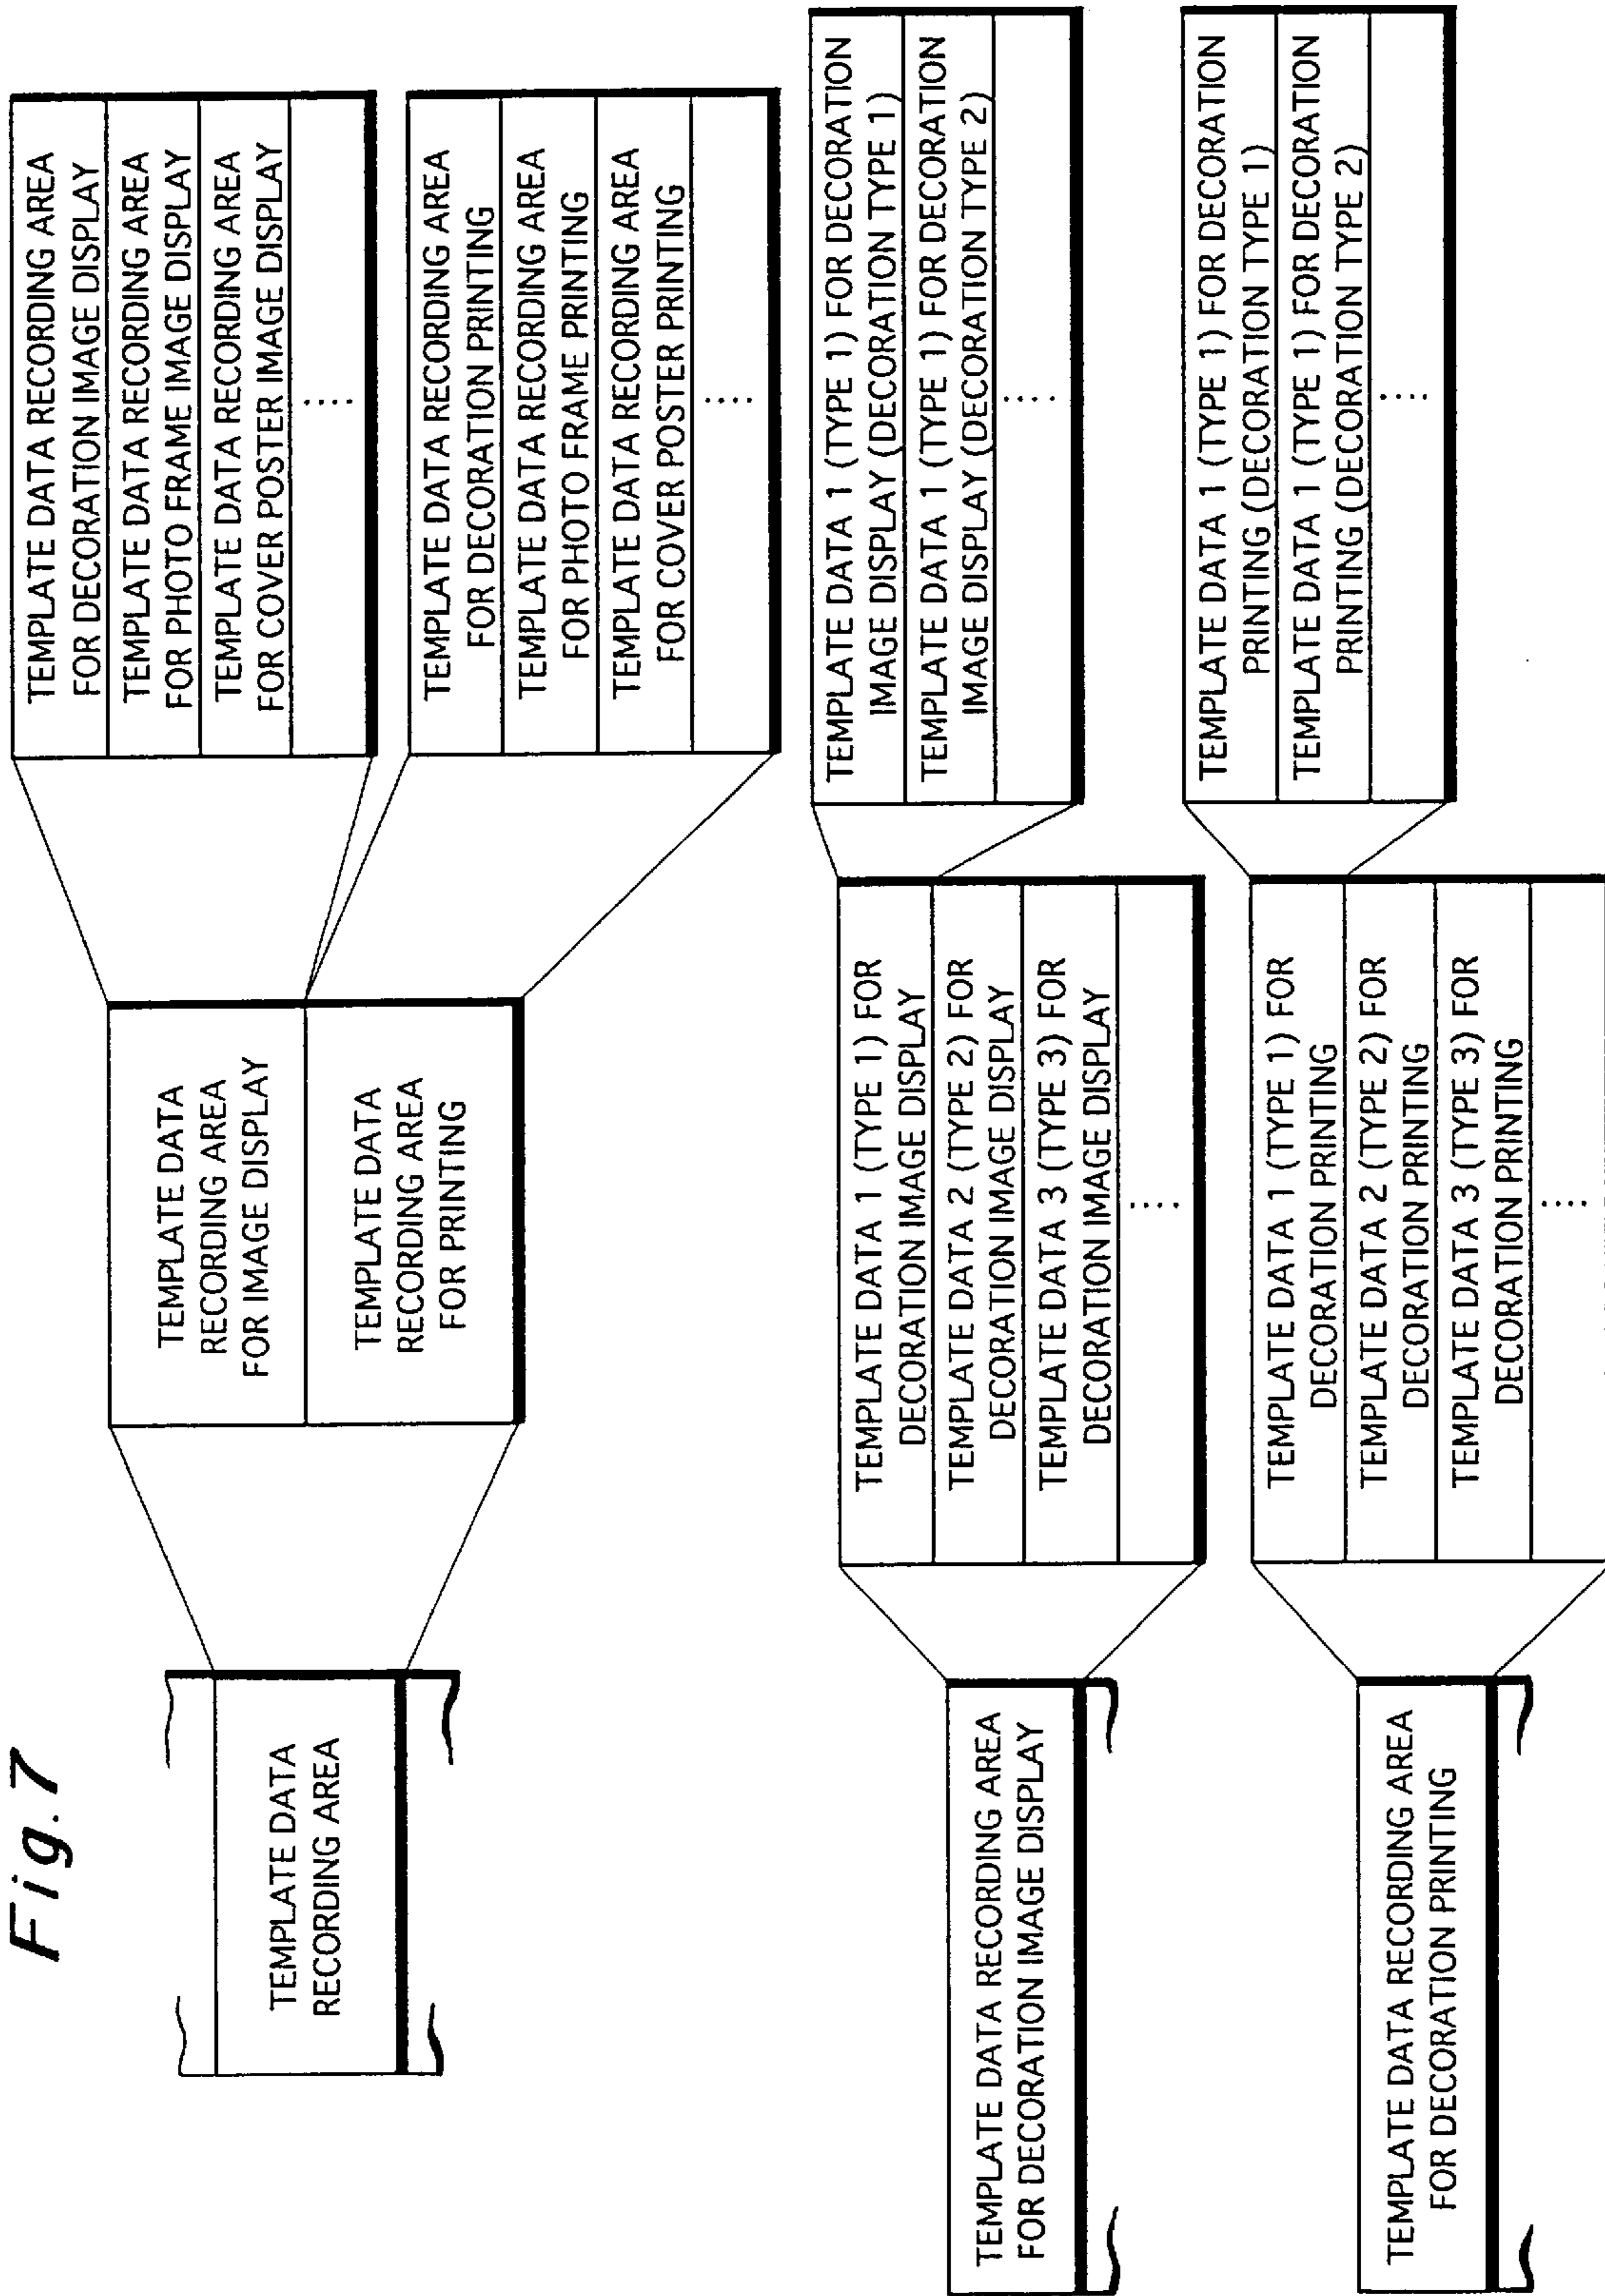 Fig.7
TEMPLATE DATA
RECORDING AREA
TEMPLATE DATA
RECORDING AREA
FOR IMAGE DISPLAY
TEMPLATE DATA
RECORDING AREA
FOR PRINTING
TEMPLATE DATA RECORDING AREA
FOR DECORATION IMAGE DISPLAY
TEMPLATE DATA RECORDING AREA
FOR PHOTO FRAME IMAGE DISPLAY
TEMPLATE DATA RECORDING AREA
FOR COVER POSTER IMAGE DISPLAY
....
TEMPLATE DATA RECORDING AREA
FOR DECORATION PRINTING
TEMPLATE DATA RECORDING AREA
FOR PHOTO FRAME PRINTING
TEMPLATE DATA RECORDING AREA
FOR COVER POSTER PRINTING
....
TEMPLATE DATA RECORDING AREA
FOR DECORATION IMAGE DISPLAY
TEMPLATE DATA 1 (TYPE 1) FOR
DECORATION IMAGE DISPLAY
TEMPLATE DATA 2 (TYPE 2) FOR
DECORATION IMAGE DISPLAY
TEMPLATE DATA 3 (TYPE 3) FOR
DECORATION IMAGE DISPLAY
....
TEMPLATE DATA 1 (TYPE 1) FOR DECORATION
IMAGE DISPLAY (DECORATION TYPE 1)
TEMPLATE DATA 1 (TYPE 1) FOR DECORATION
IMAGE DISPLAY (DECORATION TYPE 2)
....
TEMPLATE DATA RECORDING AREA
FOR DECORATION PRINTING
TEMPLATE DATA 1 (TYPE 1) FOR
DECORATION PRINTING
TEMPLATE DATA 2 (TYPE 2) FOR
DECORATION PRINTING
TEMPLATE DATA 3 (TYPE 3) FOR
DECORATION PRINTING
....
TEMPLATE DATA 1 (TYPE 1) FOR DECORATION
PRINTING (DECORATION TYPE 1)
TEMPLATE DATA 1 (TYPE 1) FOR DECORATION
PRINTING (DECORATION TYPE 2)
....